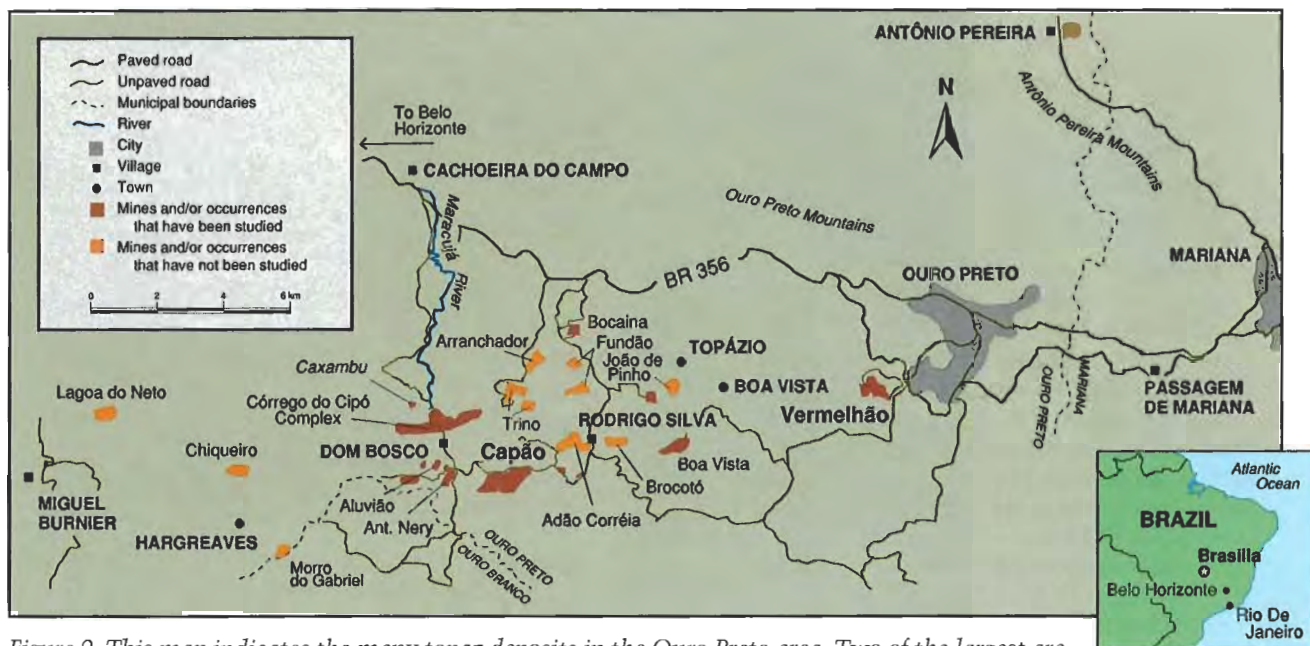 Paved road
Unpaved road
Municipal boundaries
River
City
Village
Town
Mines and/or occurrences
that have been studied
Mines and/or occurrences
that have not been studied
0 2 4 6 km
To Belo
Horizonte
CACHOEIRA DO CAMPO
Maracujá
River
ANTÔNIO PEREIRA
N
Antônio Pereira Mountains
Ouro Preto Mountains
BR 356
OURO PRETO
MARIANA
Bocaina
Arranchador
Fundão
João de
Pinho
TOPÁZIO
BOA VISTA
Vermelhão
OURO PRETO
MARIANA
PASSAGEM
DE MARIANA
Caxambu
Lagoa do Neto
Córrego do Cipó
Complex
Trino
RODRIGO SILVA
Chiqueiro
DOM BOSCO
Capão
Boa Vista
MIGUEL
BURNIER
Aluvião
Brocotó
Ant. Nery
Adão Corréia
HARGREAVES
Morro
do Gabriel
OURO PRETO
OURO BRANCO
Atlantic
Ocean
BRAZIL
Brasilia
Belo Horizonte
Rio De
Janeiro
Figure 2. This map indicates the many topaz deposits in the Ouro Preto area. Two of the largest are